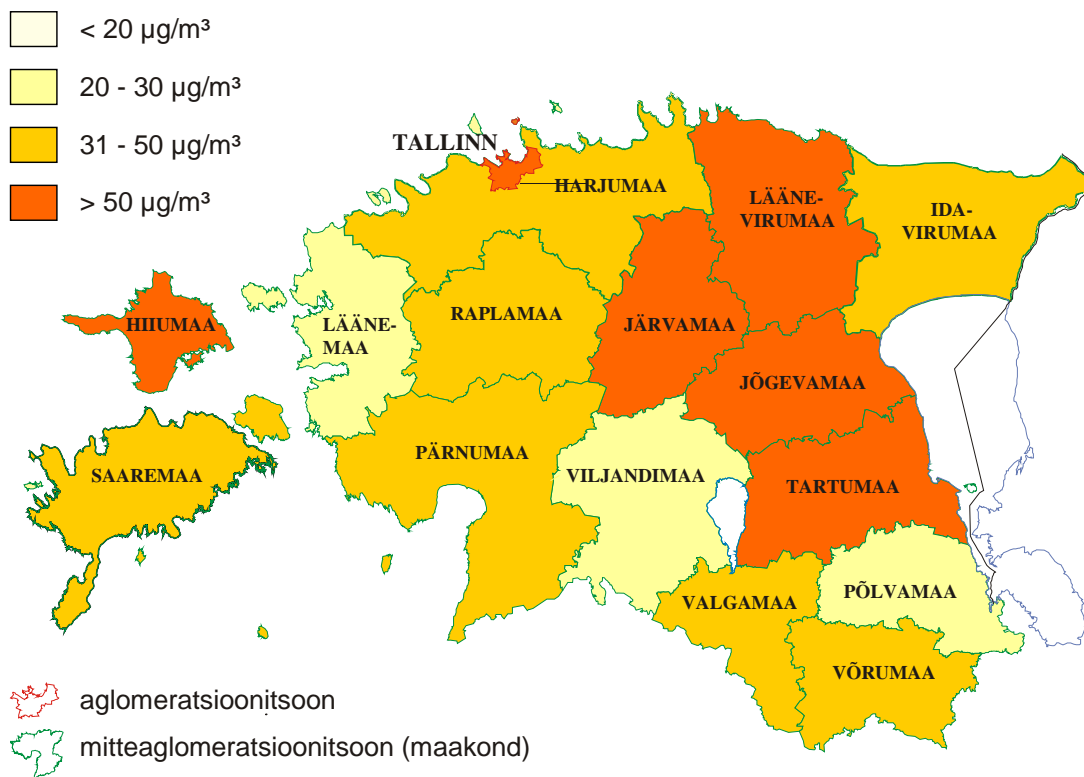 < 20 µg/m³
20 - 30 µg/m³
31 - 50 µg/m³
> 50 µg/m³
TALLINN
HARJUMAA
LÄÄNE-
VIRUMAA
IDA-
VIRUMAA
HIIUMAA
LÄÄNE-
MAA
RAPLAMAA
JÄRVAMAA
JÕGEVAMAA
SAAREMAA
PÄRNUMAA
VILJANDIMAA
TARTUMAA
VALGAMAA
PÕLVAMAA
VÕRUMAA
aglomeratsioonitsoon
mitteaglomeratsioonitsoon (maakond)